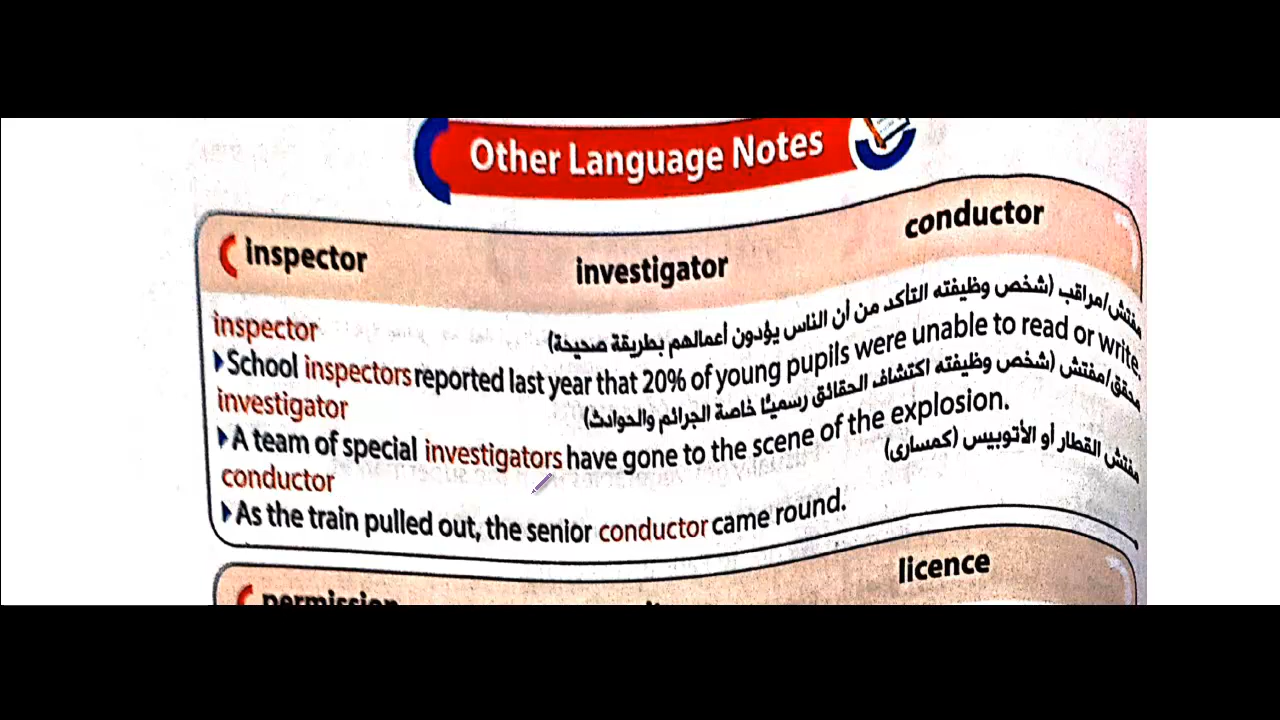 Other Language Notes
inspector investigator conductor
inspector مفتش/مراقب (شخص وظيفته التأكد من أن الناس يؤدون أعمالهم بطريقة صحيحة)
School inspectors reported last year that 20% of young pupils were unable to read or write.
investigator محقق/مفتش (شخص وظيفته اكتشاف الحقائق رسميًا خاصة الجرائم والحوادث)
A team of special investigators have gone to the scene of the explosion.
conductor مفتش القطار أو الأتوبيس (كمسارى)
As the train pulled out, the senior conductor came round.
permission licence